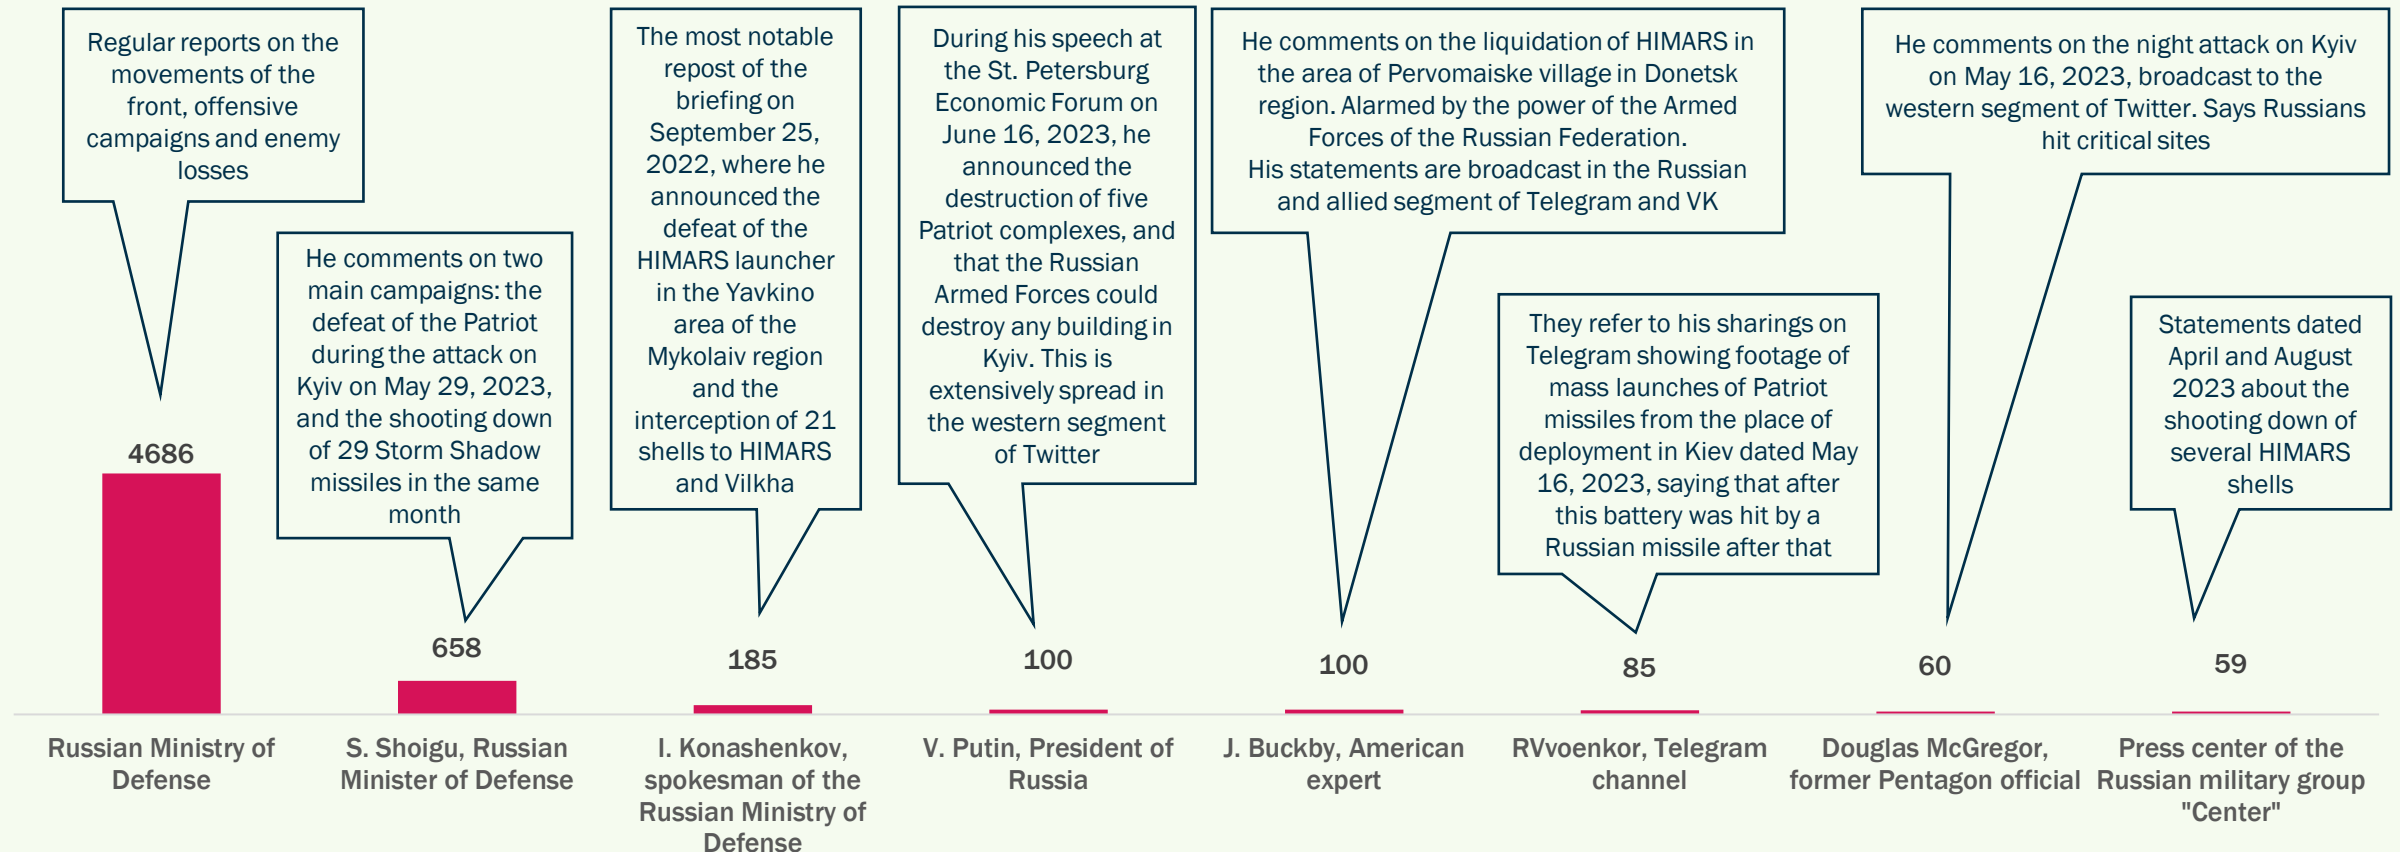 Regular reports on the
movements of the
front, offensive
campaigns and enemy
losses
He comments on two
main campaigns: the
defeat of the Patriot
during the attack on
Kyiv on May 29, 2023,
and the shooting down
of 29 Storm Shadow
missiles in the same
month
The most notable
repost of the
briefing on
September 25,
2022, where he
announced the
defeat of the
HIMARS launcher
in the Yavkino
area of the
Mykolaiv region
and the
interception of 21
shells to HIMARS
and Vilkha
During his speech at
the St. Petersburg
Economic Forum on
June 16, 2023, he
announced the
destruction of five
Patriot complexes, and
that the Russian
Armed Forces could
destroy any building in
Kyiv. This is
extensively spread in
the western segment
of Twitter
He comments on the liquidation of HIMARS in
the area of Pervomaiske village in Donetsk
region. Alarmed by the power of the Armed
Forces of the Russian Federation.
His statements are broadcast in the Russian
and allied segment of Telegram and VK
They refer to his sharings on
Telegram showing footage of
mass launches of Patriot
missiles from the place of
deployment in Kiev dated May
16, 2023, saying that after
this battery was hit by a
Russian missile after that
He comments on the night attack on Kyiv
on May 16, 2023, broadcast to the
western segment of Twitter. Says Russians
hit critical sites
Statements dated
April and August
2023 about the
shooting down of
several HIMARS
shells
4686
658
185
100
100
85
60
59
Russian Ministry of
Defense
S. Shoigu, Russian
Minister of Defense
I. Konashenkov,
spokesman of the
Russian Ministry of
Defense
V. Putin, President of
Russia
J. Buckby, American
expert
RVvoenkor, Telegram
channel
Douglas McGregor,
former Pentagon official
Press center of the
Russian military group
"Center"